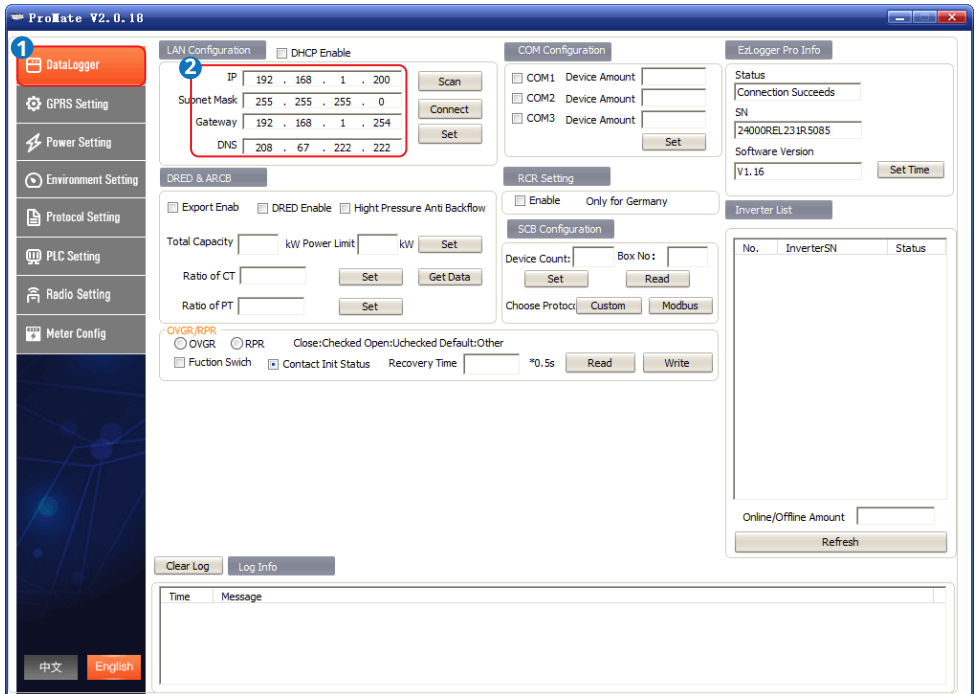 ProMate V2.0.18
1
DataLogger
GPRS Setting
Power Setting
Environment Setting
Protocol Setting
PLC Setting
Radio Setting
Meter Config
中文 English
LAN Configuration DHCP Enable
2
IP 192 . 168 . 1 . 200 Scan
Subnet Mask 255 . 255 . 255 . 0 Connect
Gateway 192 . 168 . 1 . 254 Set
DNS 208 . 67 . 222 . 222
COM Configuration
COM1 Device Amount
COM2 Device Amount
COM3 Device Amount
Set
EzLogger Pro Info
Status
Connection Succeeds
SN
24000REL231R5085
Software Version
V1.16 Set Time
DRED & ARCB
Export Enab DRED Enable Hight Pressure Anti Backflow
Total Capacity kW Power Limit kW Set
Ratio of CT Set Get Data
Ratio of PT Set
RCR Setting
Enable Only for Germany
SCB Configuration
Device Count: Box No:
Set Read
Choose Protoco Custom Modbus
Inverter List
No. InverterSN Status
Online/Offline Amount
Refresh
OVGR/RPR
OVGR RPR Close:Checked Open:Uchecked Default:Other
Fuction Swich Contact Init Status Recovery Time *0.5s Read Write
Clear Log Log Info
Time Message